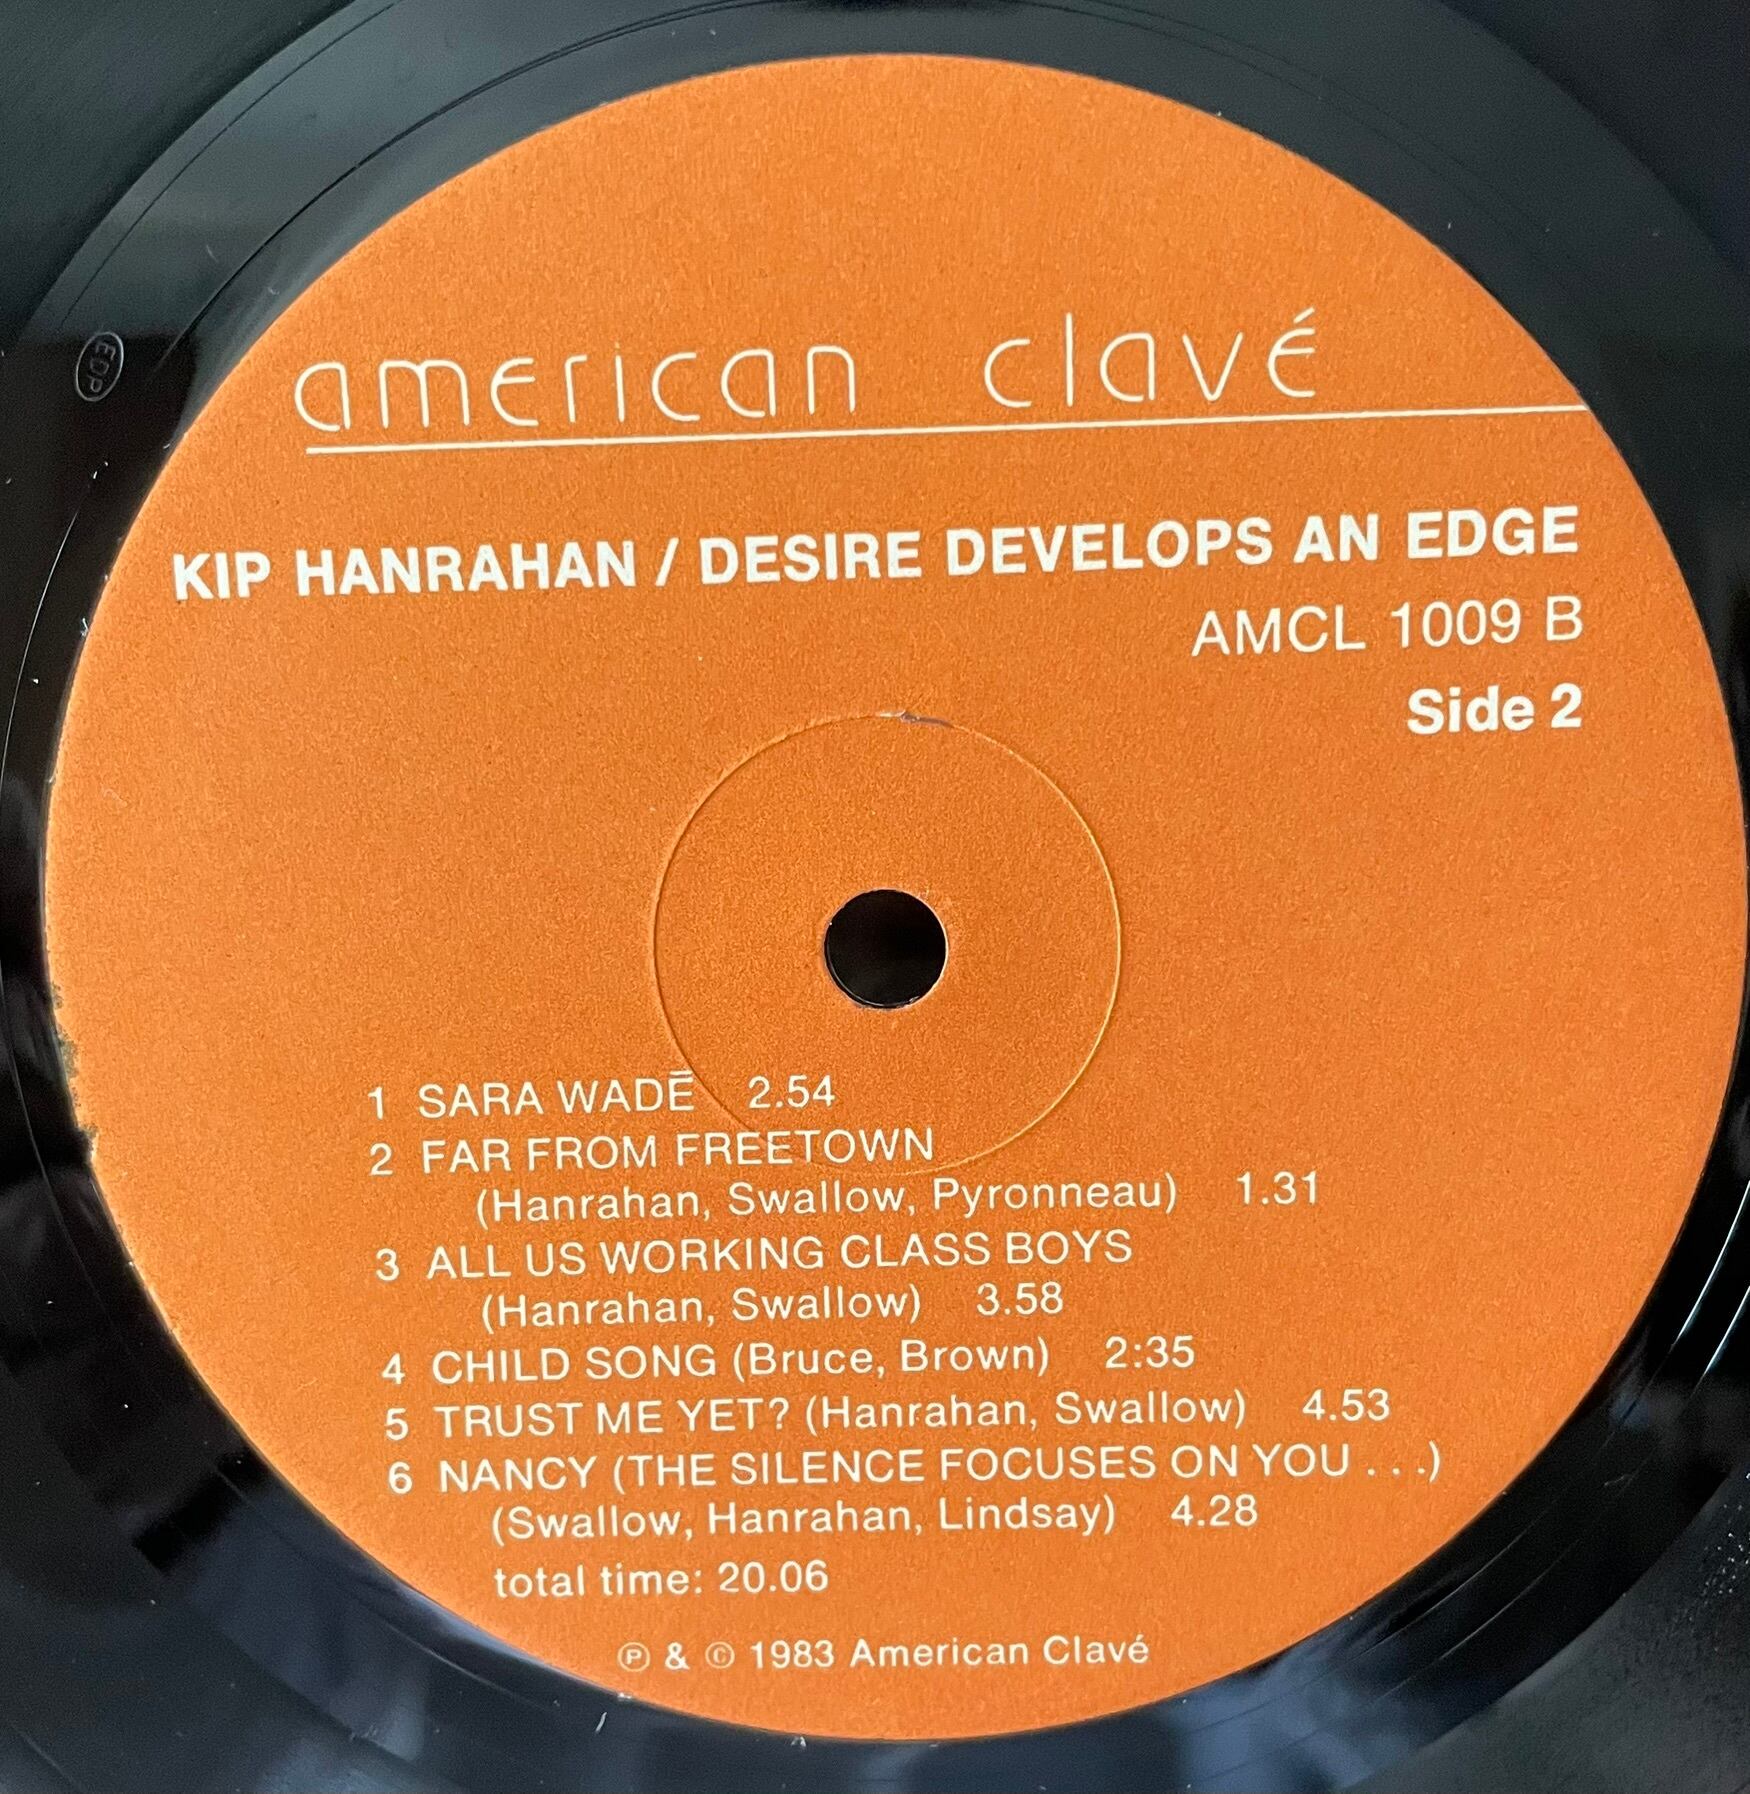 american clavé
KIP HANRAHAN / DESIRE DEVELOPS AN EDGE
AMCL 1009 B
Side 2
1 SARA WADĒ 2.54
2 FAR FROM FREETOWN
(Hanrahan, Swallow, Pyronneau) 1.31
3 ALL US WORKING CLASS BOYS
(Hanrahan, Swallow) 3.58
4 CHILD SONG (Bruce, Brown) 2:35
5 TRUST ME YET? (Hanrahan, Swallow) 4.53
6 NANCY (THE SILENCE FOCUSES ON YOU . . .)
(Swallow, Hanrahan, Lindsay) 4.28
total time: 20.06
℗ & © 1983 American Clavé
EDP